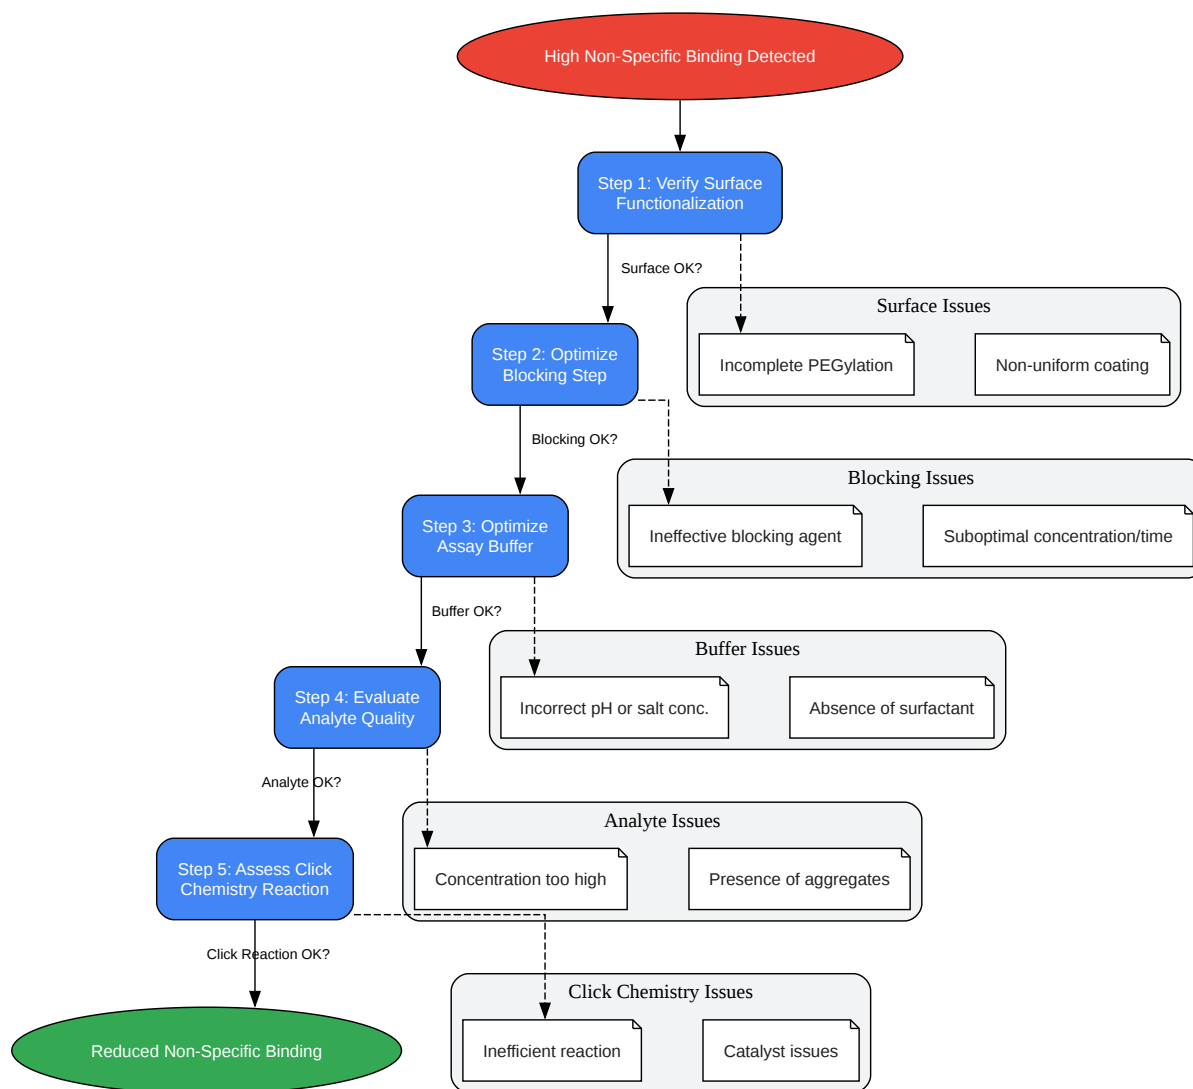 High Non-Specific Binding Detected
Step 1: Verify Surface
Functionalization
Surface OK?
Surface Issues
Incomplete PEGylation
Non-uniform coating
Step 2: Optimize
Blocking Step
Blocking OK?
Blocking Issues
Ineffective blocking agent
Suboptimal concentration/time
Step 3: Optimize
Assay Buffer
Buffer OK?
Buffer Issues
Incorrect pH or salt conc.
Absence of surfactant
Step 4: Evaluate
Analyte Quality
Analyte OK?
Analyte Issues
Concentration too high
Presence of aggregates
Step 5: Assess Click
Chemistry Reaction
Click Reaction OK?
Click Chemistry Issues
Inefficient reaction
Catalyst issues
Reduced Non-Specific Binding